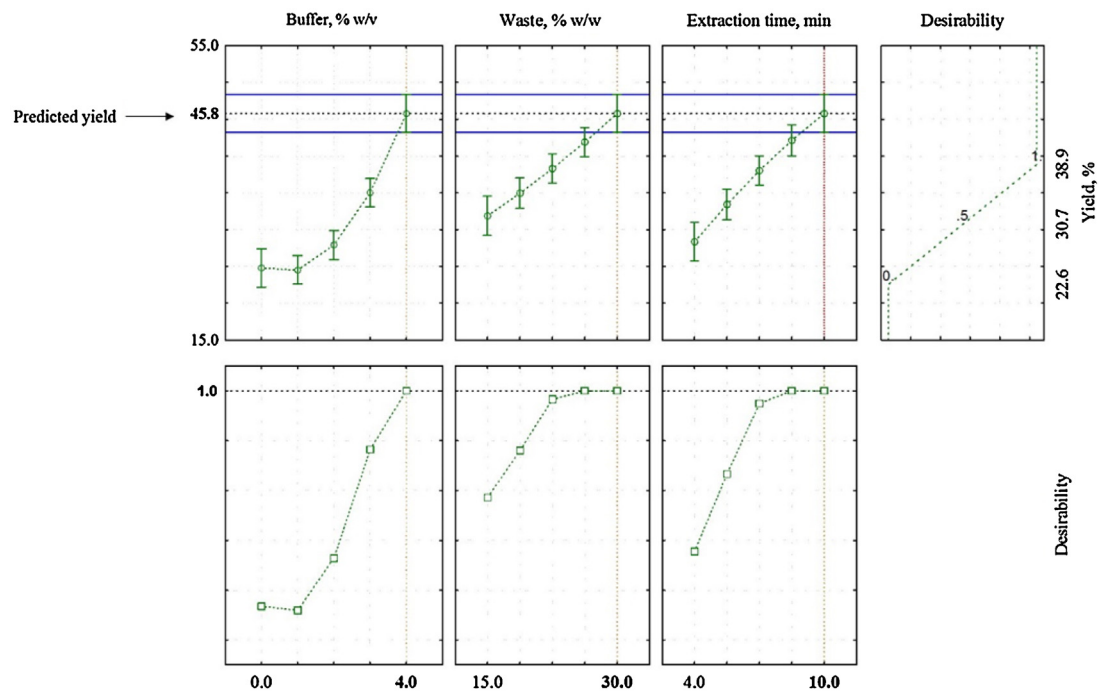 Buffer, % w/v
Waste, % w/w
Extraction time, min
Desirability
55.0
Predicted yield
45.8
15.0
1
.5
0
38.9
30.7
22.6
Yield, %
1.0
Desirability
0.0
4.0
15.0
30.0
4.0
10.0